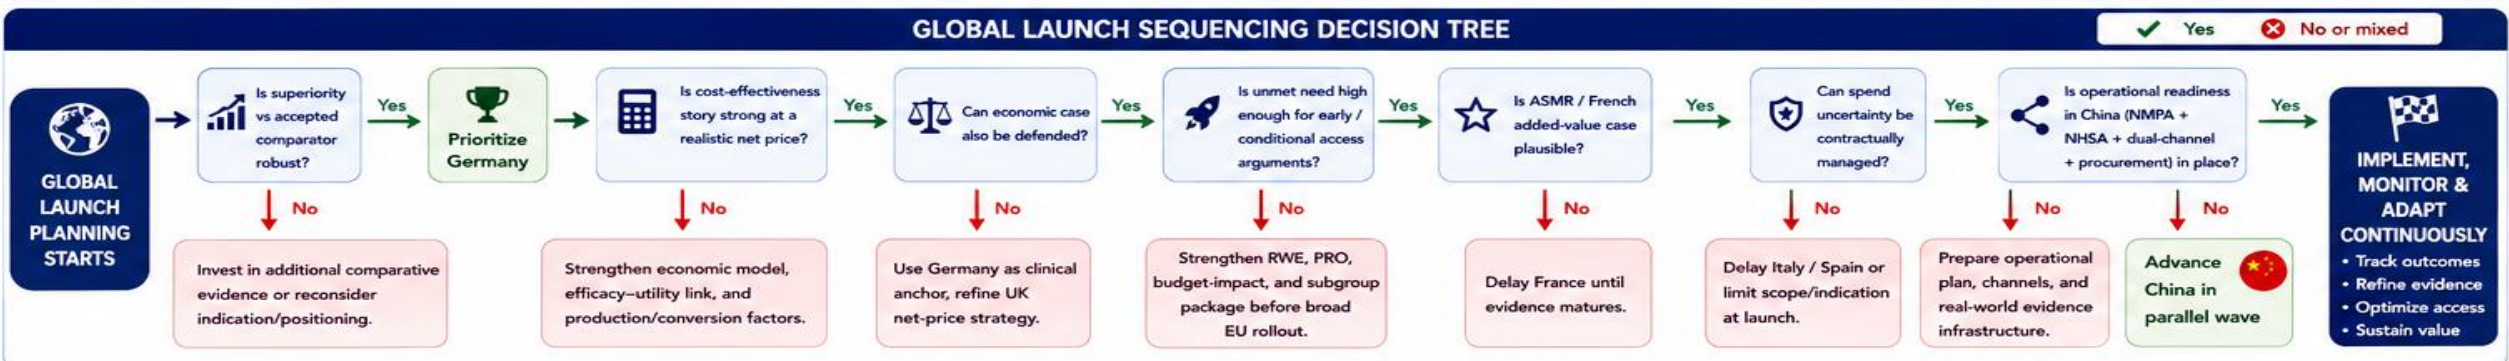 GLOBAL LAUNCH SEQUENCING DECISION TREE
Yes
No or mixed
GLOBAL
LAUNCH
PLANNING
STARTS
Is superiority
vs accepted
comparator
robust?
Yes
Prioritize
Germany
Is cost-effectiveness
story strong at a
realistic net price?
Yes
Can economic case
also be defended?
Yes
Is unmet need high
enough for early /
conditional access
arguments?
Yes
Is ASMR / French
added-value case
plausible?
Yes
Can spend
uncertainty be
contractually
managed?
Yes
Is operational readiness
in China (NMPA +
NHSA + dual-channel
+ procurement) in place?
Yes
No
Invest in additional comparative
evidence or reconsider
indication/positioning.
No
Strengthen economic model,
efficacy–utility link, and
production/conversion factors.
No
Use Germany as clinical
anchor, refine UK
net-price strategy.
No
Strengthen RWE, PRO,
budget-impact, and subgroup
package before broad
EU rollout.
No
Delay France until
evidence matures.
No
Delay Italy / Spain or
limit scope/indication
at launch.
No
Prepare operational
plan, channels, and
real-world evidence
infrastructure.
No
Advance
China in
parallel wave
IMPLEMENT,
MONITOR &
ADAPT
CONTINUOUSLY
• Track outcomes
• Refine evidence
• Optimize access
• Sustain value